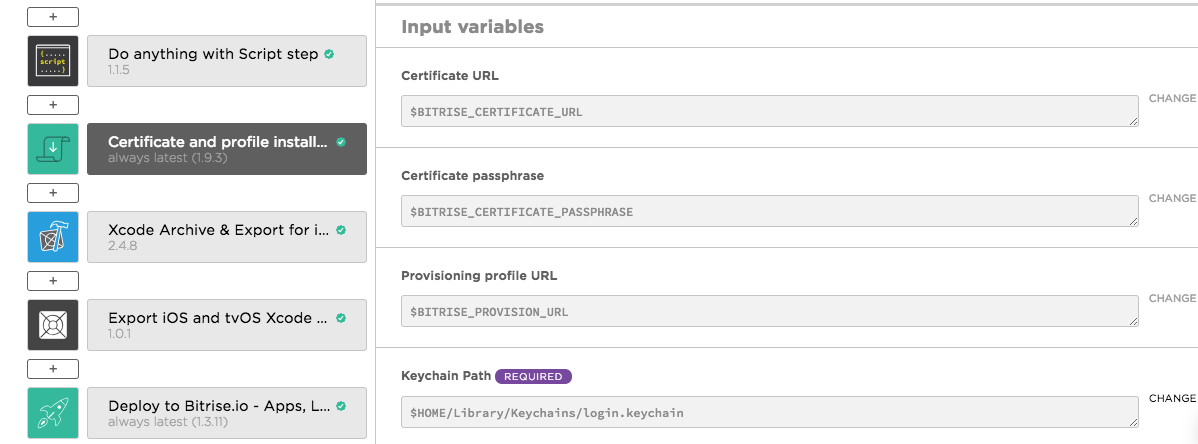 +
{.....
script
.....}
Do anything with Script step
1.1.5
+
Certificate and profile install...
always latest (1.9.3)
+
Xcode Archive & Export for i...
2.4.8
+
Export iOS and tvOS Xcode ...
1.0.1
+
Deploy to Bitrise.io - Apps, L...
always latest (1.3.11)
Input variables
Certificate URL
$BITRISE_CERTIFICATE_URL
CHANGE
Certificate passphrase
$BITRISE_CERTIFICATE_PASSPHRASE
CHANGE
Provisioning profile URL
$BITRISE_PROVISION_URL
CHANGE
Keychain Path REQUIRED
$HOME/Library/Keychains/login.keychain
CHANGE